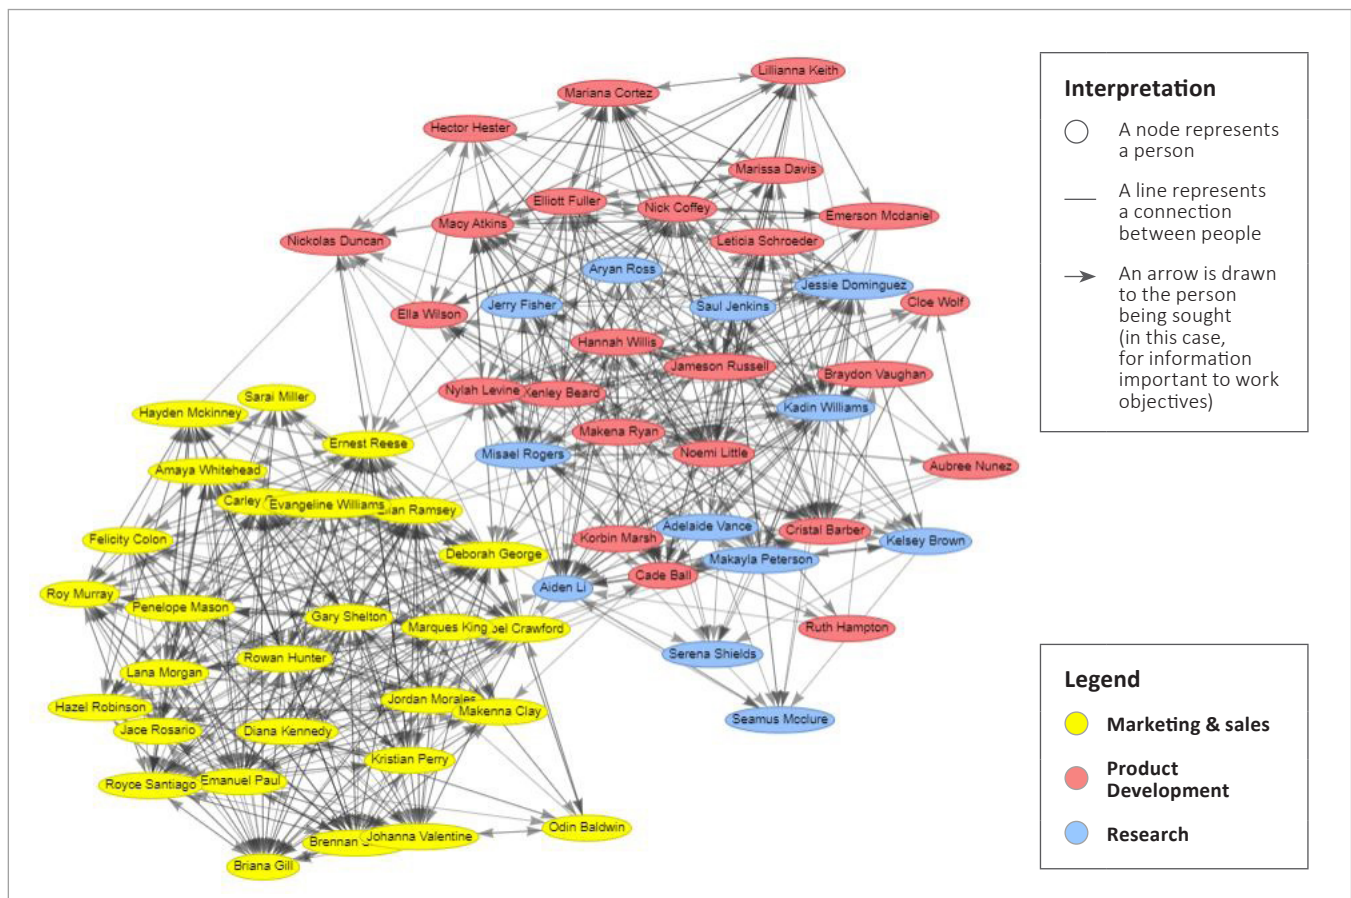 Lillianna Keith
Mariana Cortez
Hector Hester
Marissa Davis
Elliott Fuller
Nick Coffey
Emerson Mcdaniel
Macy Atkins
Nickolas Duncan
Leticia Schroeder
Aryan Ross
Jessie Dominguez
Jerry Fisher
Saul Jenkins
Cloe Wolf
Ella Wilson
Hannah Willis
Jameson Russell
Braydon Vaughan
Nylah Levine
Kenley Beard
Kadin Williams
Makena Ryan
Misael Rogers
Noemi Little
Aubree Nunez
Sarai Miller
Hayden Mckinney
Ernest Reese
Amaya Whitehead
Carley
Evangeline Williams
Ramsey
Felicity Colon
Deborah George
Korbin Marsh
Adelaide Vance
Cristal Barber
Kelsey Brown
Makayla Peterson
Cade Ball
Aiden Li
Roy Murray
Penelope Mason
Gary Shelton
Marques King
Crawford
Ruth Hampton
Rowan Hunter
Serena Shields
Lana Morgan
Hazel Robinson
Jordan Morales
Makenna Clay
Seamus Mcclure
Jace Rosario
Diana Kennedy
Kristian Perry
Royce Santiago
Emanuel Paul
Odin Baldwin
Brennan
Johanna Valentine
Briana Gill
Interpretation
A node represents
a person
A line represents
a connection
between people
An arrow is drawn
to the person
being sought
(in this case,
for information
important to work
objectives)
Legend
Marketing & sales
Product
Development
Research